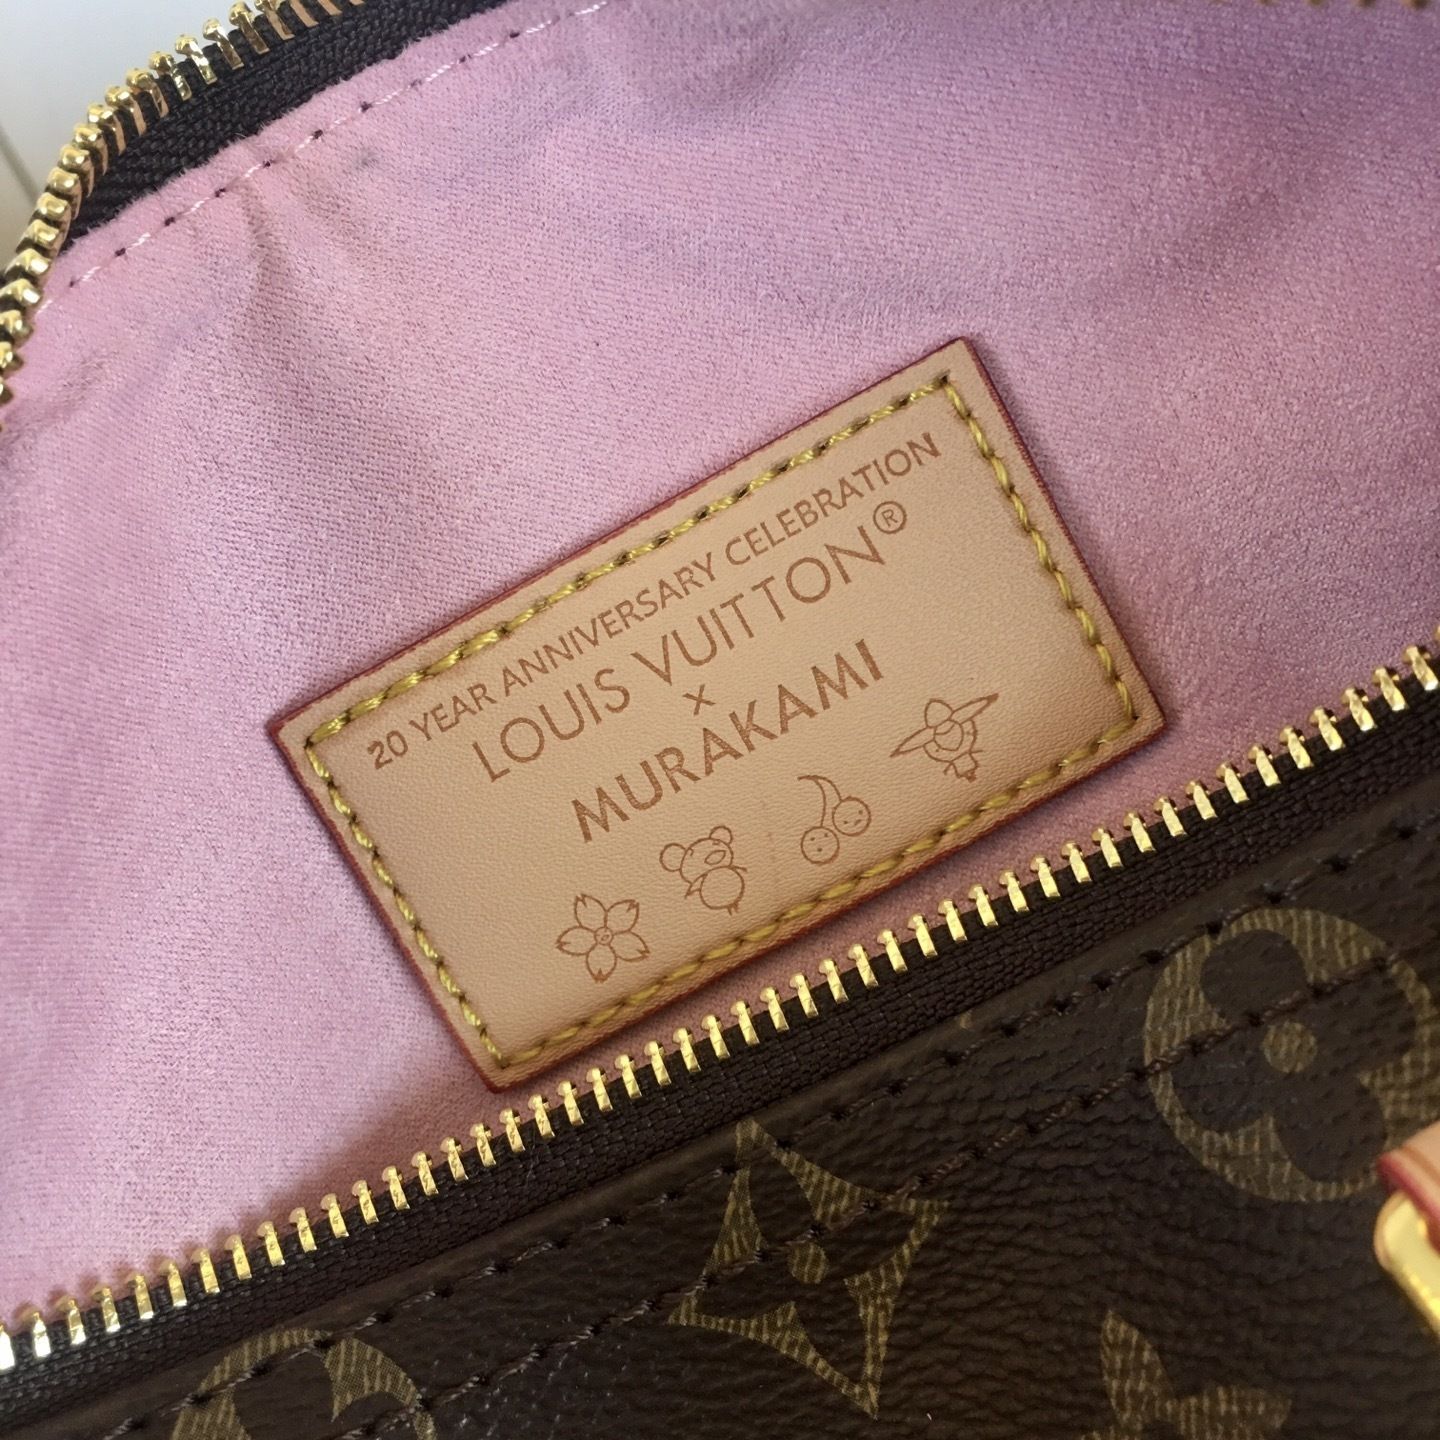 20 YEAR ANNIVERSARY CELEBRATION
LOUIS VUITTON®
×
MURAKAMI